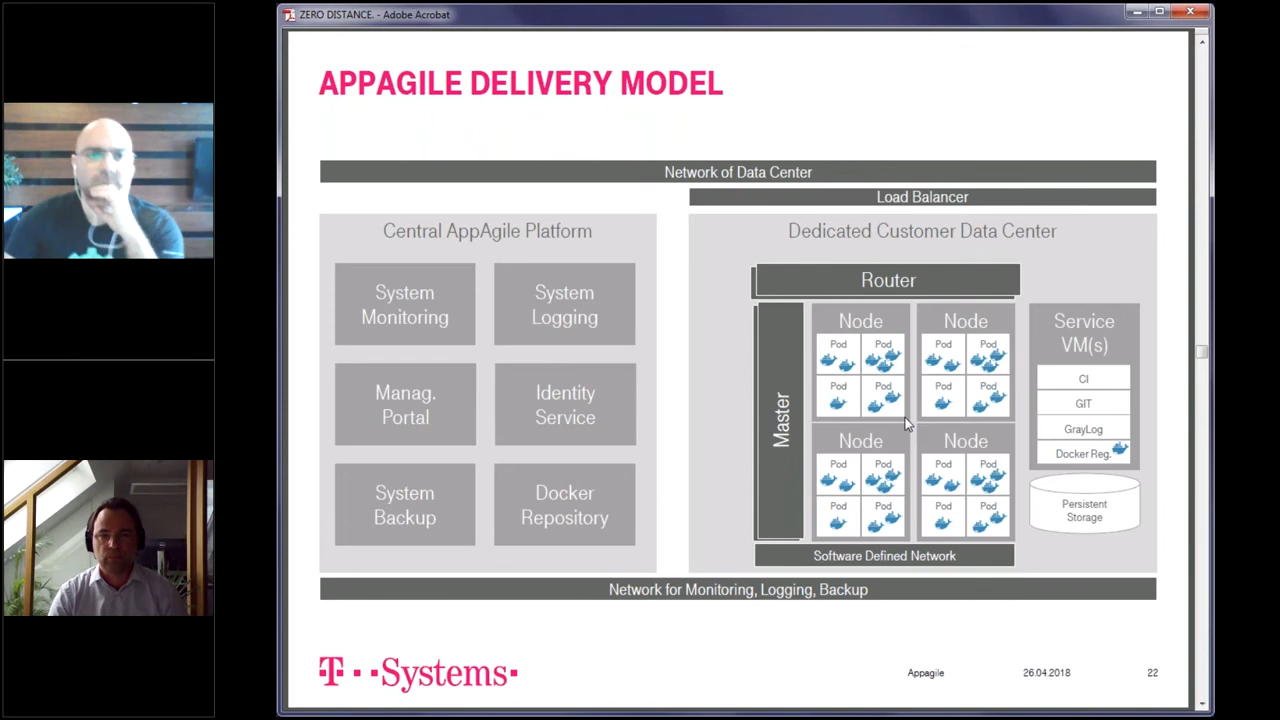 ZERO DISTANCE. - Adobe Acrobat
APPAGILE DELIVERY MODEL
Network of Data Center
Load Balancer
Central AppAgile Platform
System
Monitoring
System
Logging
Manag.
Portal
Identity
Service
System
Backup
Docker
Repository
Dedicated Customer Data Center
Router
Master
Node
Pod
Pod
Pod
Pod
Node
Pod
Pod
Pod
Pod
Node
Pod
Pod
Pod
Pod
Node
Pod
Pod
Pod
Pod
Service
VM(s)
CI
GIT
GrayLog
Docker Reg.
Persistent
Storage
Software Defined Network
Network for Monitoring, Logging, Backup
T · · Systems ·
Appagile
26.04.2018
22